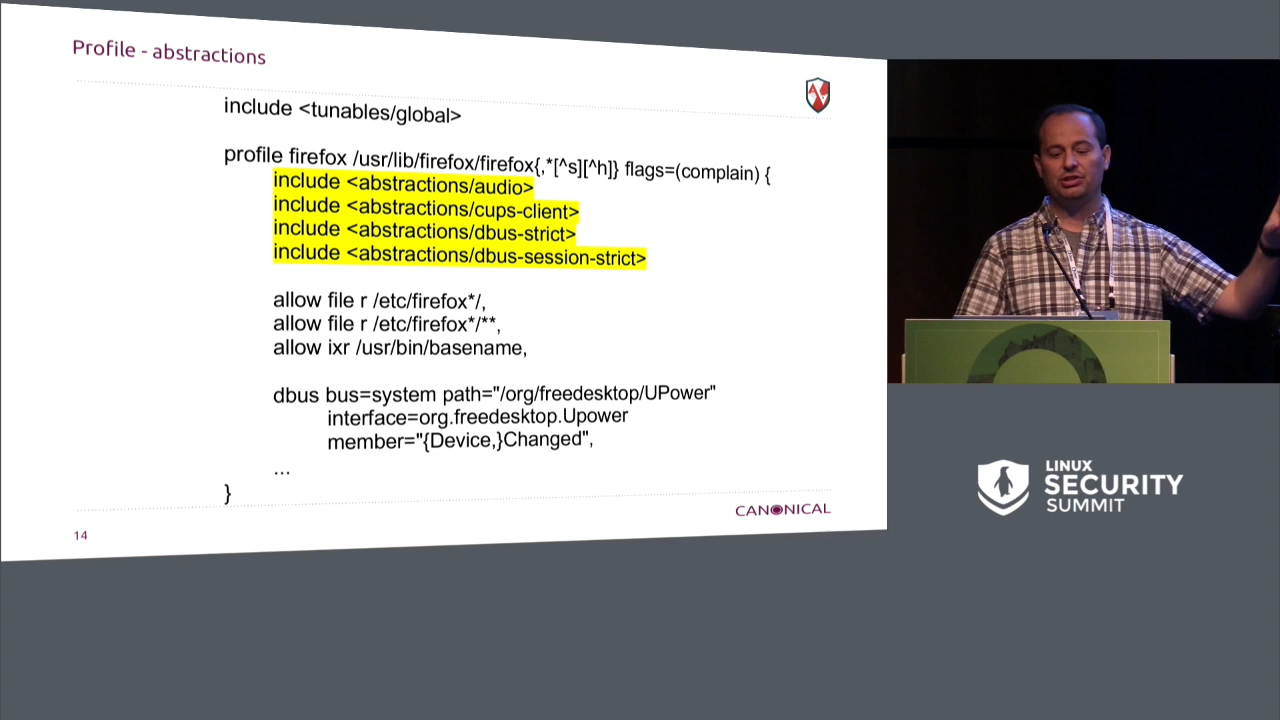 Profile - abstractions
include <tunables/global>
profile firefox /usr/lib/firefox/firefox{,*[^s][^h]} flags=(complain) {
include <abstractions/audio>
include <abstractions/cups-client>
include <abstractions/dbus-strict>
include <abstractions/dbus-session-strict>
allow file r /etc/firefox*/,
allow file r /etc/firefox*/**,
allow ixr /usr/bin/basename,
dbus bus=system path="/org/freedesktop/UPower"
interface=org.freedesktop.Upower
member="{Device,}Changed",
...
}
CANONICAL
14
LINUX
SECURITY
SUMMIT